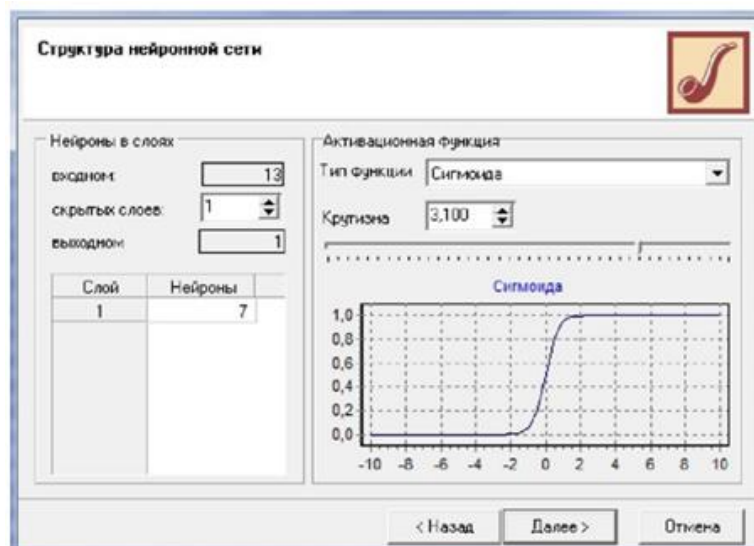 Структура нейронной сети
Нейроны в слоях
входном: 13
скрытых слоев: 1
выходном 1
Слой Нейроны
1 7
Активационная функция
Тип функции Сигмоида
Крутизна 3,100
Сигмоида
1,0
0,8
0,6
0,4
0,2
0,0
-10 -8 -6 -4 -2 0 2 4 6 8 10
< Назад Далее > Отмена